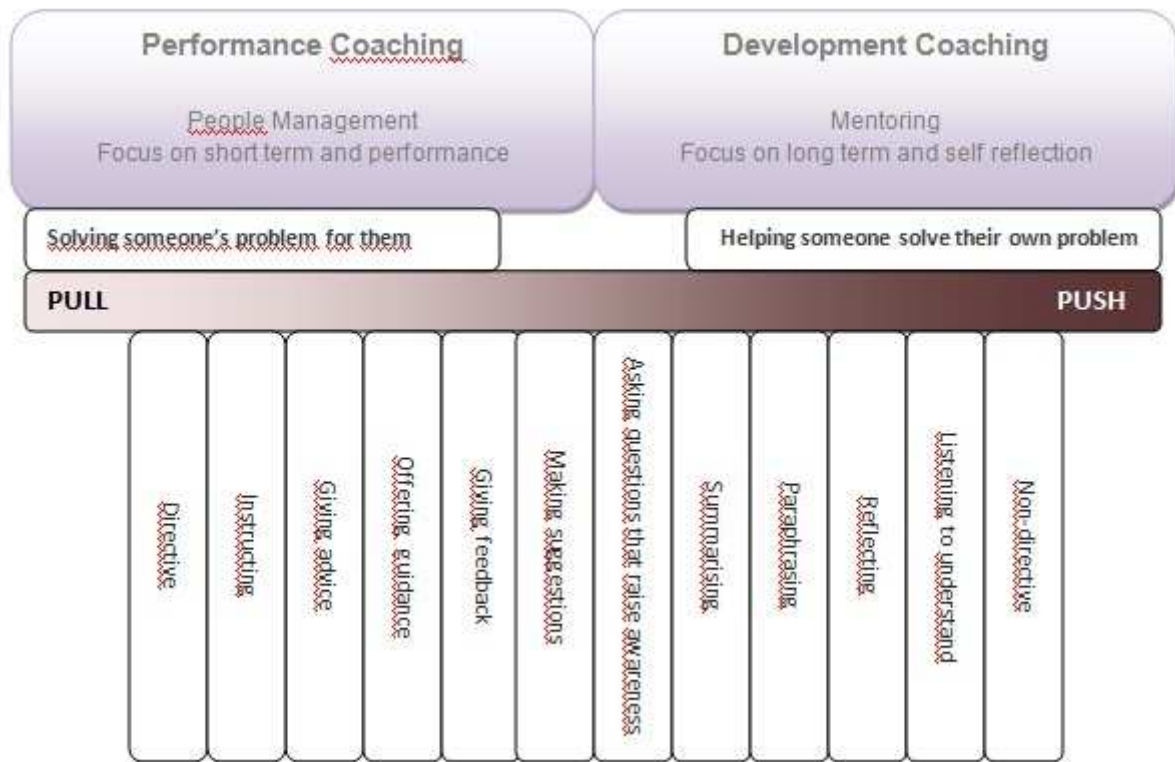 Performance Coaching
People Management
Focus on short term and performance
Development Coaching
Mentoring
Focus on long term and self reflection
Solving someone's problem for them
Helping someone solve their own problem
PULL
PUSH
Directive
Instructing
Giving advice
Offering guidance
Giving feedback
Making suggestions
Asking questions that raise awareness
Summarising
Paraphrasing
Reflecting
Listening to understand
Non-directive